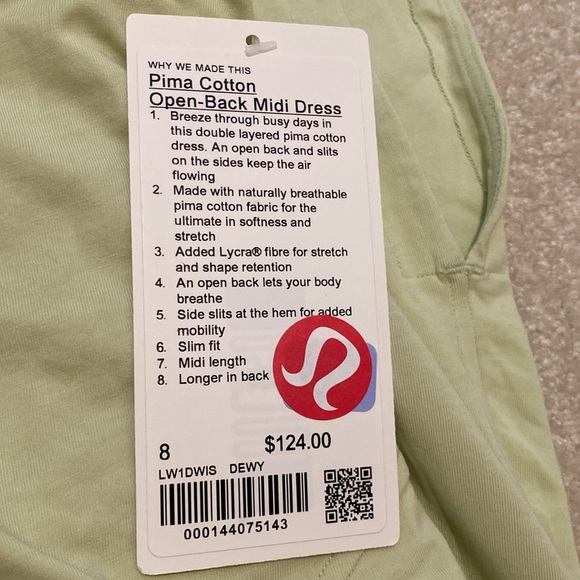 WHY WE MADE THIS
Pima Cotton
Open-Back Midi Dress
1. Breeze through busy days in
this double layered pima cotton
dress. An open back and slits
on the sides keep the air
flowing
2. Made with naturally breathable
pima cotton fabric for the
ultimate in softness and
stretch
3. Added Lycra® fibre for stretch
and shape retention
4. An open back lets your body
breathe
5. Side slits at the hem for added
mobility
6. Slim fit
7. Midi length
8. Longer in back
8 $124.00
LW1DWIS DEWY
000144075143